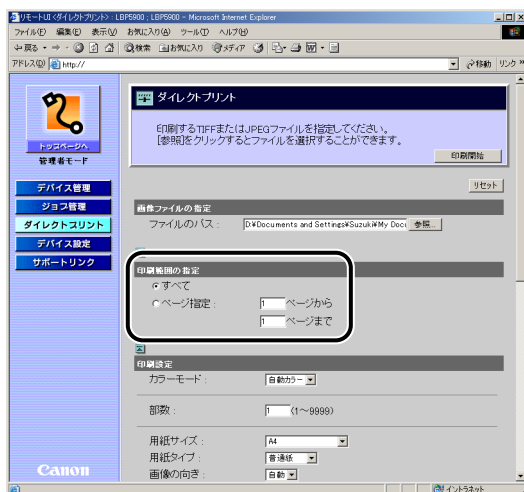 リモートUI <ダイレクトプリント> : LBP5900 ; LBP5900 - Microsoft Internet Explorer
ファイル(F) 編集(E) 表示(V) お気に入り(A) ツール(T) ヘルプ(H)
戻る 検索 お気に入り メディア
アドレス(D) http:// 移動 リンク »
トップページへ
管理者モード
デバイス管理
ジョブ管理
ダイレクトプリント
デバイス設定
サポートリンク
Canon
ダイレクトプリント
印刷するTIFFまたはJPEGファイルを指定してください。
[参照]をクリックするとファイルを選択することができます。
印刷開始
リセット
画像ファイルの指定
ファイルのパス : D:¥Documents and Settings¥Suzuki¥My Docu 参照...
印刷範囲の指定
すべて
ページ指定 : 1 ページから
1 ページまで
印刷設定
カラーモード : 自動カラー
部数 : 1 (1～9999)
用紙サイズ : A4
用紙タイプ : 普通紙
画像の向き : 自動
イントラネット